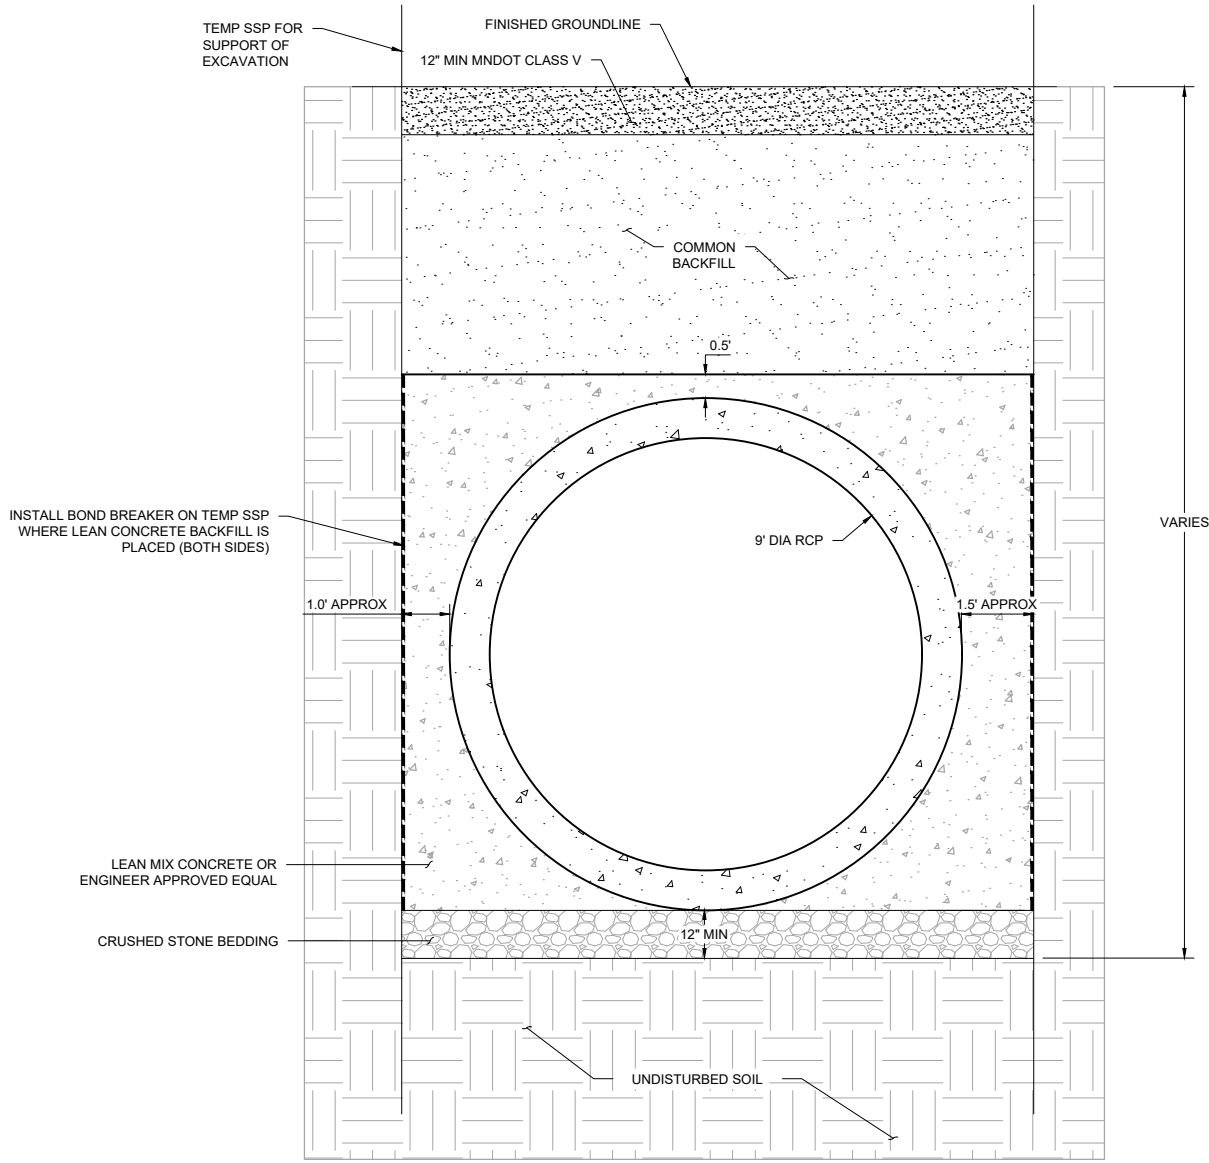 TEMP SSP FOR
SUPPORT OF
EXCAVATION
FINISHED GROUNDLINE
12" MIN MNDOT CLASS V
COMMON
BACKFILL
0.5'
INSTALL BOND BREAKER ON TEMP SSP
WHERE LEAN CONCRETE BACKFILL IS
PLACED (BOTH SIDES)
9' DIA RCP
VARIES
1.0' APPROX
1.5' APPROX
LEAN MIX CONCRETE OR
ENGINEER APPROVED EQUAL
CRUSHED STONE BEDDING
12" MIN
UNDISTURBED SOIL